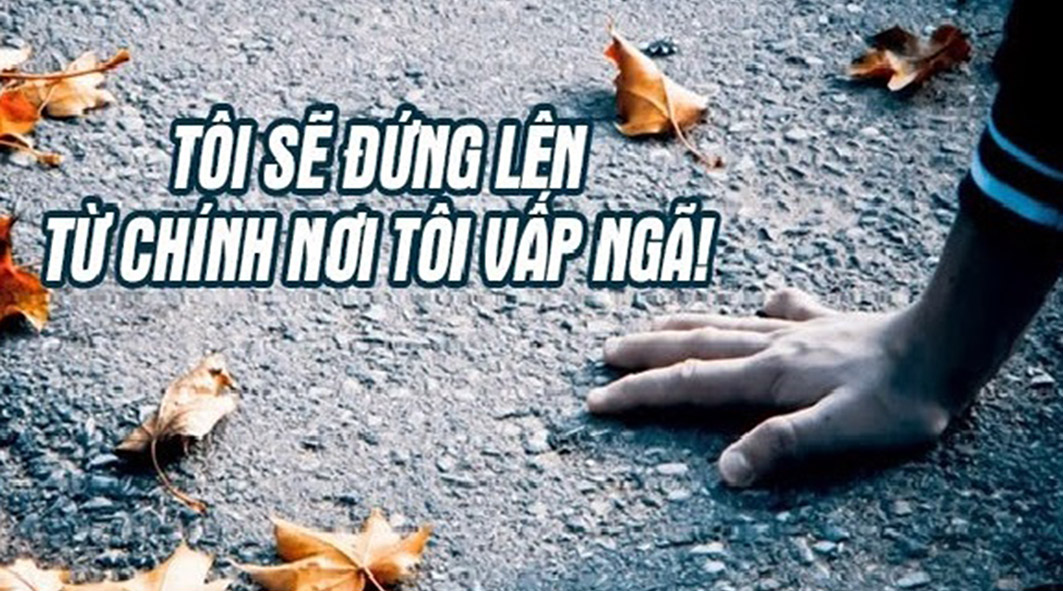 TÔI SẼ ĐỨNG LÊN
TỪ CHÍNH NƠI TÔI VẤP NGÃ!